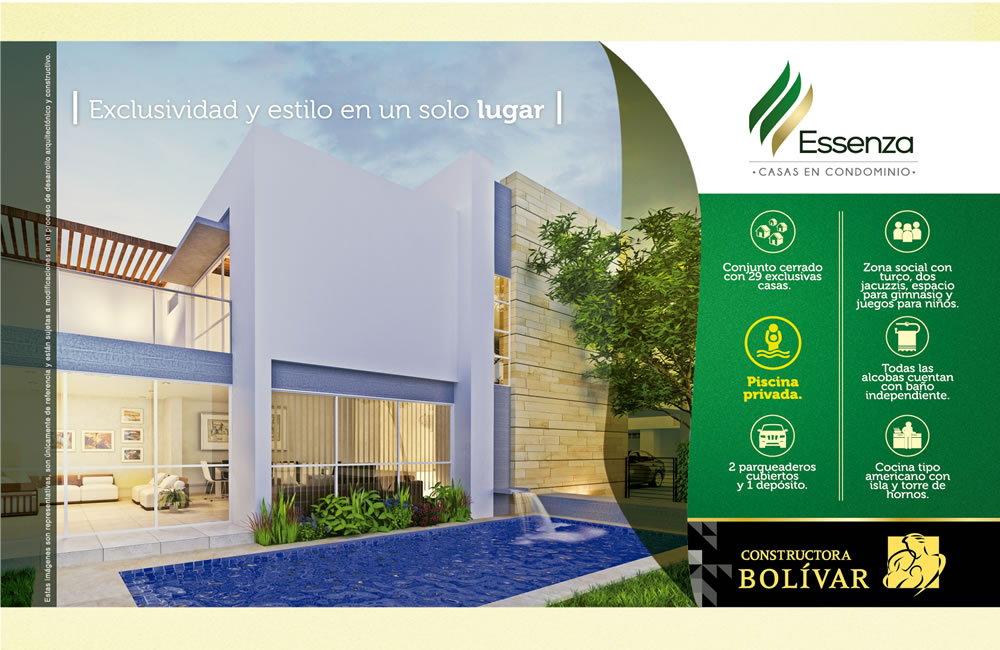 Exclusividad y estilo en un solo lugar
Essenza
• CASAS EN CONDOMINIO •
Conjunto cerrado
con 29 exclusivas
casas.
Piscina
privada.
2 parqueaderos
cubiertos
y 1 depósito.
Zona social con
turco, dos
jacuzzis, espacio
para gimnasio y
juegos para niños.
Todas las
alcobas cuentan
con baño
independiente.
Cocina tipo
americano con
isla y torre de
hornos.
CONSTRUCTORA
BOLÍVAR
Estas imágenes son representativas, son únicamente de referencia y están sujetas a modificaciones en el proceso de desarrollo arquitectónico y constructivo.